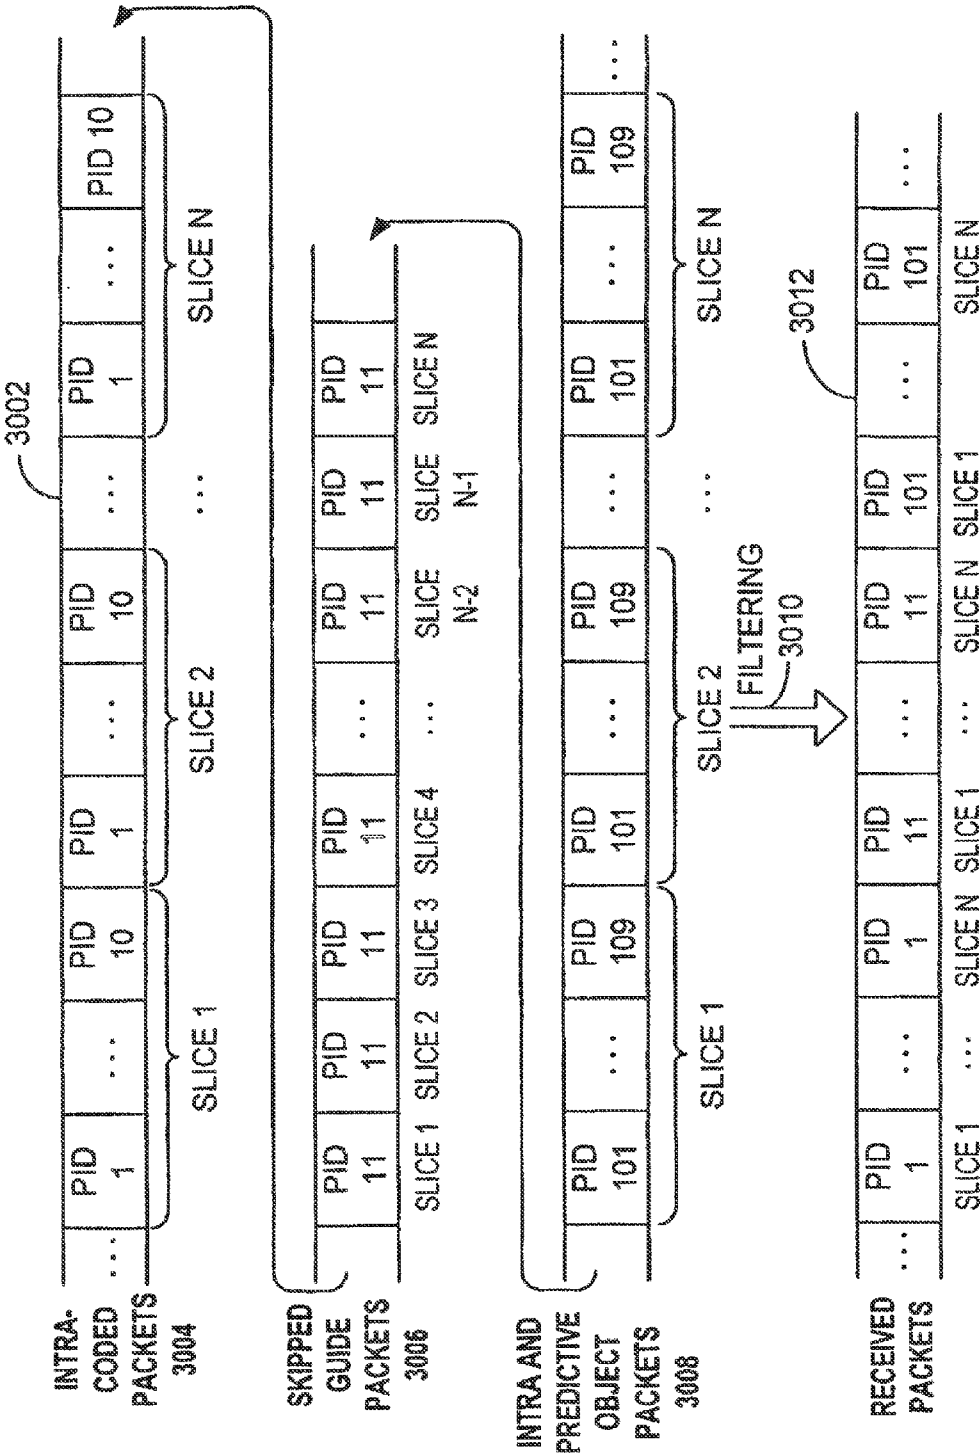 3002
INTRA-
CODED
PACKETS
3004
... PID 1 ... PID 10 PID 1 ... PID 10 ... PID 1 ... PID 10
SLICE 1 SLICE 2 ... SLICE N
SKIPPED
GUIDE
PACKETS
3006
PID 11 PID 11 PID 11 PID 11 ... PID 11 PID 11 PID 11
SLICE 1 SLICE 2 SLICE 3 SLICE 4 ... SLICE N-2 SLICE N-1 SLICE N
INTRA AND
PREDICTIVE
OBJECT
PACKETS
3008
PID 101 ... PID 109 PID 101 ... PID 109 ... PID 101 ... PID 109 ...
SLICE 1 SLICE 2 ... SLICE N
FILTERING
3010
3012
RECEIVED
PACKETS
... PID 1 ... PID 1 PID 11 ... PID 11 PID 101 ... PID 101 ...
SLICE 1 ... SLICE N SLICE 1 ... SLICE N SLICE 1 SLICE N